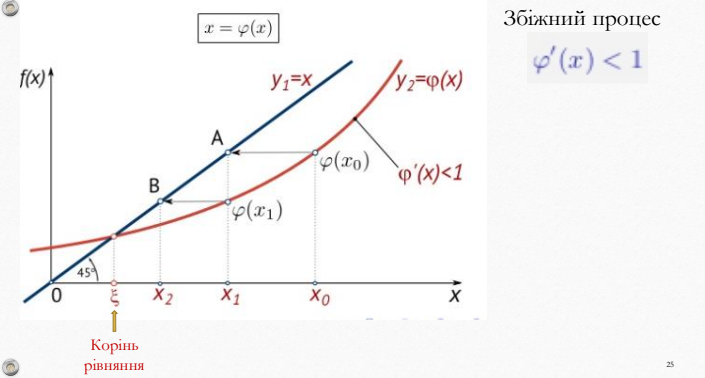 Збіжний процес
x = φ(x)
φ′(x) < 1
f(x)
y₁=x
y₂=φ(x)
A
φ(x₀)
φ′(x)<1
B
φ(x₁)
45°
0
ξ
x₂
x₁
x₀
x
Корінь
рівняння
25